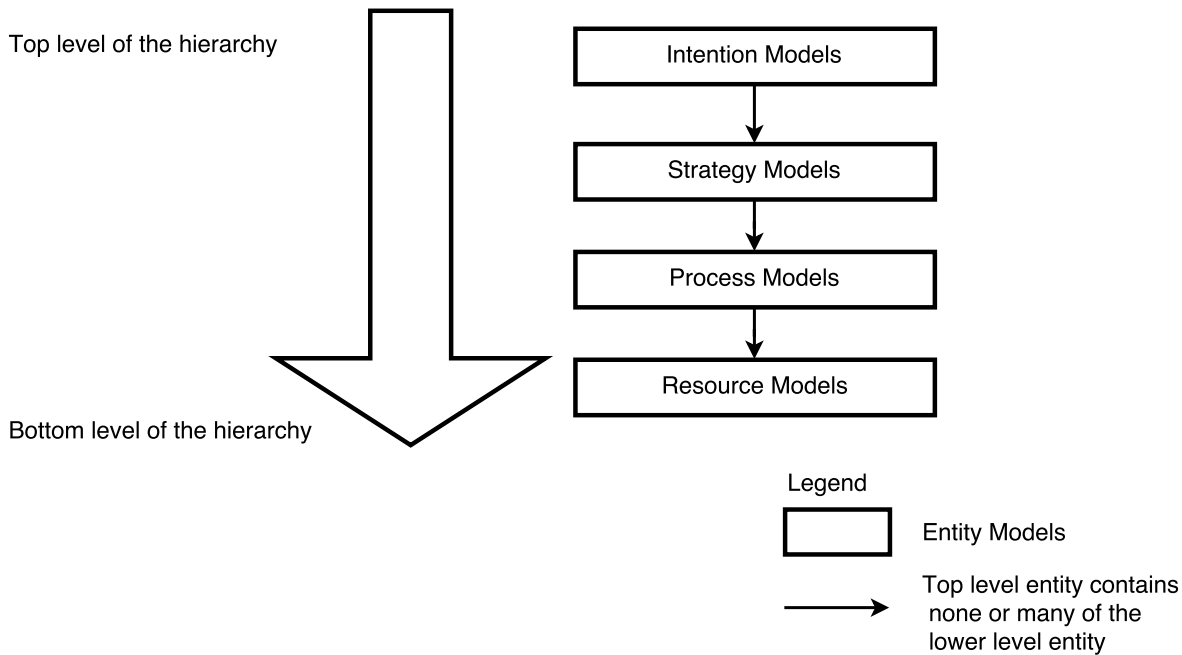 Top level of the hierarchy
Intention Models
Strategy Models
Process Models
Resource Models
Bottom level of the hierarchy
Legend
Entity Models
Top level entity contains
none or many of the
lower level entity